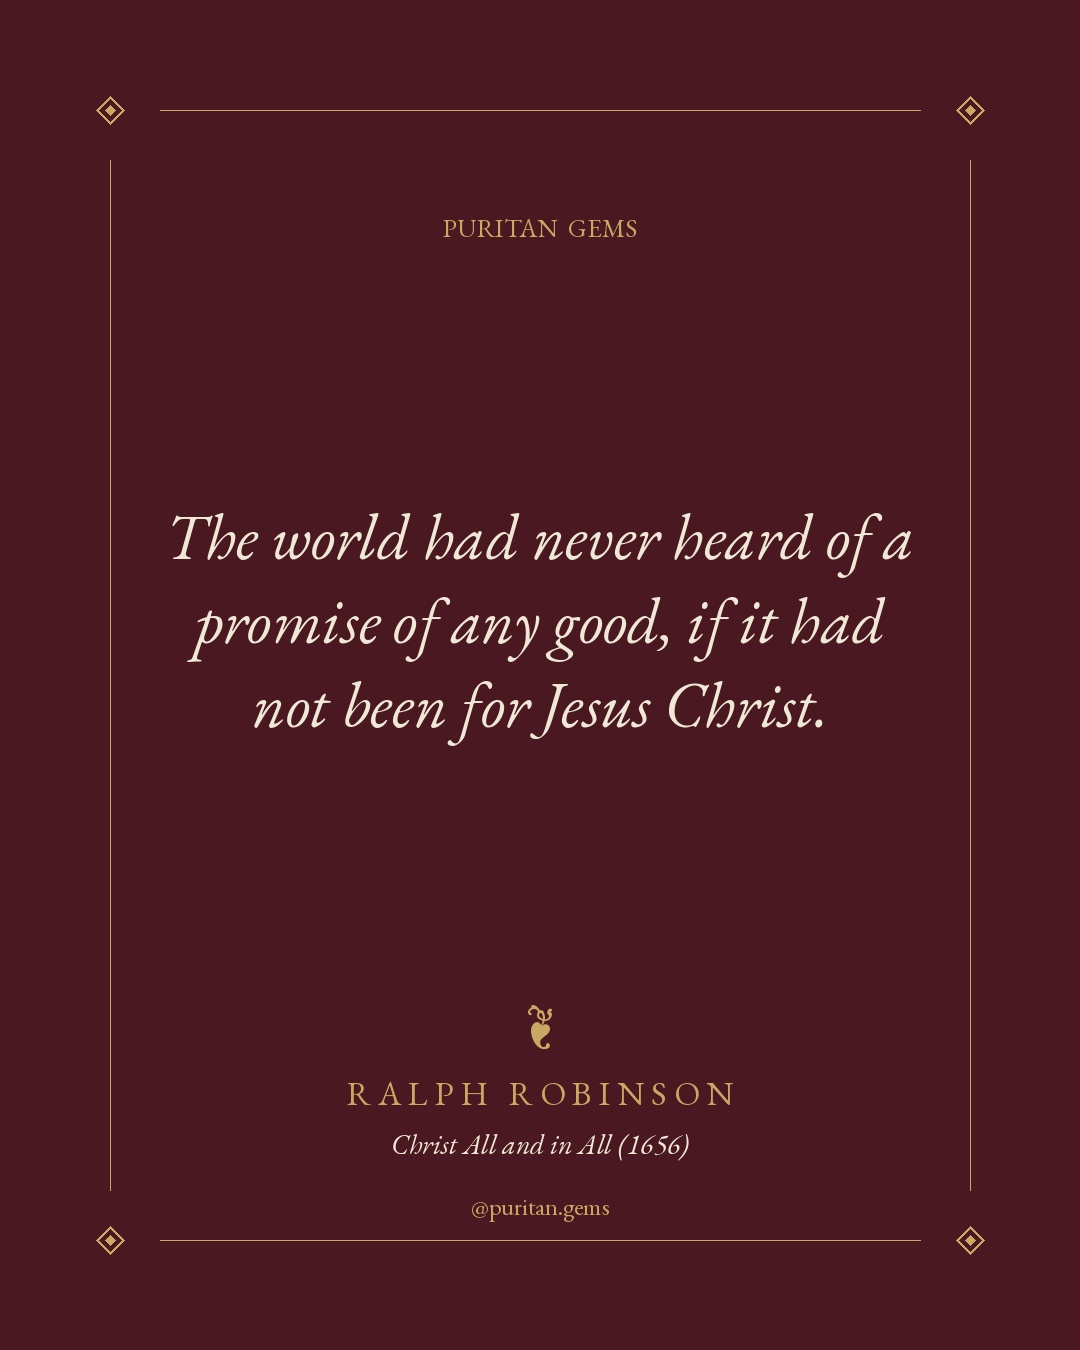 PURITAN GEMS
The world had never heard of a
promise of any good, if it had
not been for Jesus Christ.
RALPH ROBINSON
Christ All and in All (1656)
@puritan.gems